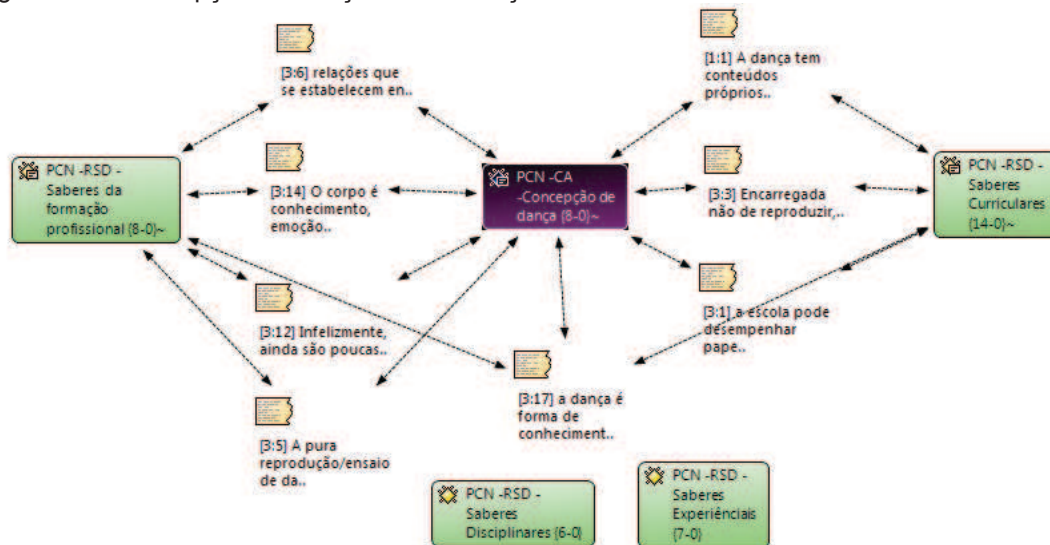 [3:6] relações que
se estabelecem en..
[1:1] A dança tem
conteúdos
próprios..
PCN -RSD -
Saberes da
formação
profissional {8-0}~
[3:14] O corpo é
conhecimento,
emoção..
PCN -CA
-Concepção de
dança {8-0}~
[3:3] Encarregada
não de reproduzir,..
PCN -RSD -
Saberes
Curriculares
{14-0}~
[3:12] Infelizmente,
ainda são poucas..
[3:1] a escola pode
desempenhar
pape..
[3:17] a dança é
forma de
conheciment..
[3:5] A pura
reprodução/ensaio
de da..
PCN -RSD -
Saberes
Disciplinares {6-0}
PCN -RSD -
Saberes
Experiênciais
{7-0}